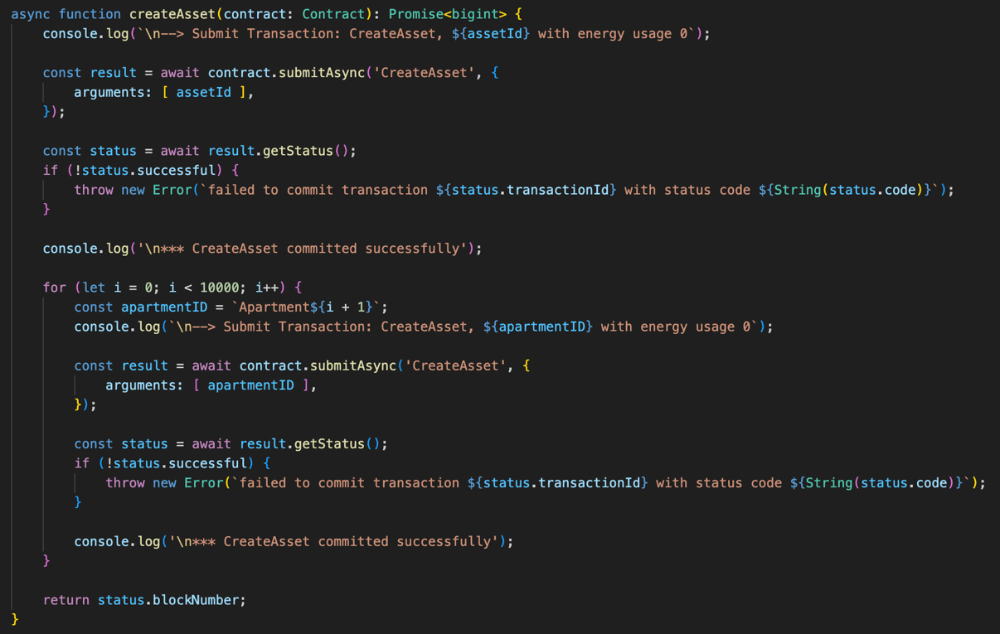 async function createAsset(contract: Contract): Promise<bigint> {
    console.log(`\n--> Submit Transaction: CreateAsset, ${assetId} with energy usage 0`);

    const result = await contract.submitAsync('CreateAsset', {
        arguments: [ assetId ],
    });

    const status = await result.getStatus();
    if (!status.successful) {
        throw new Error(`failed to commit transaction ${status.transactionId} with status code ${String(status.code)}`);
    }

    console.log('\n*** CreateAsset committed successfully');

    for (let i = 0; i < 10000; i++) {
        const apartmentID = `Apartment${i + 1}`;
        console.log(`\n--> Submit Transaction: CreateAsset, ${apartmentID} with energy usage 0`);

        const result = await contract.submitAsync('CreateAsset', {
            arguments: [ apartmentID ],
        });

        const status = await result.getStatus();
        if (!status.successful) {
            throw new Error(`failed to commit transaction ${status.transactionId} with status code ${String(status.code)}`);
        }

        console.log('\n*** CreateAsset committed successfully');
    }

    return status.blockNumber;
}